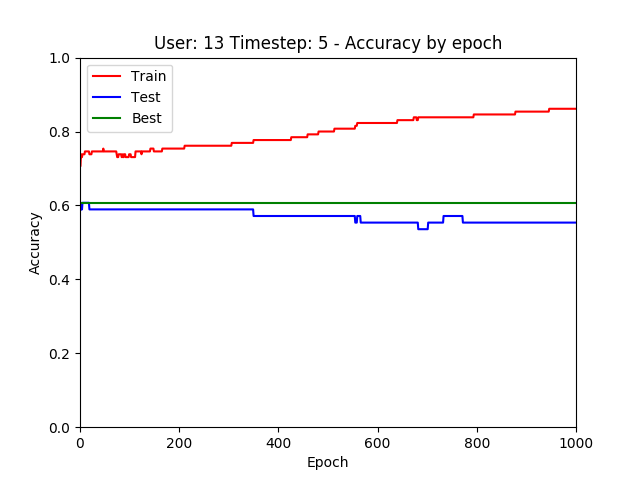 User: 13 Timestep: 5 - Accuracy by epoch
1.0
0.8
0.6
0.4
0.2
0.0
Accuracy
Train
Test
Best
0 200 400 600 800 1000
Epoch